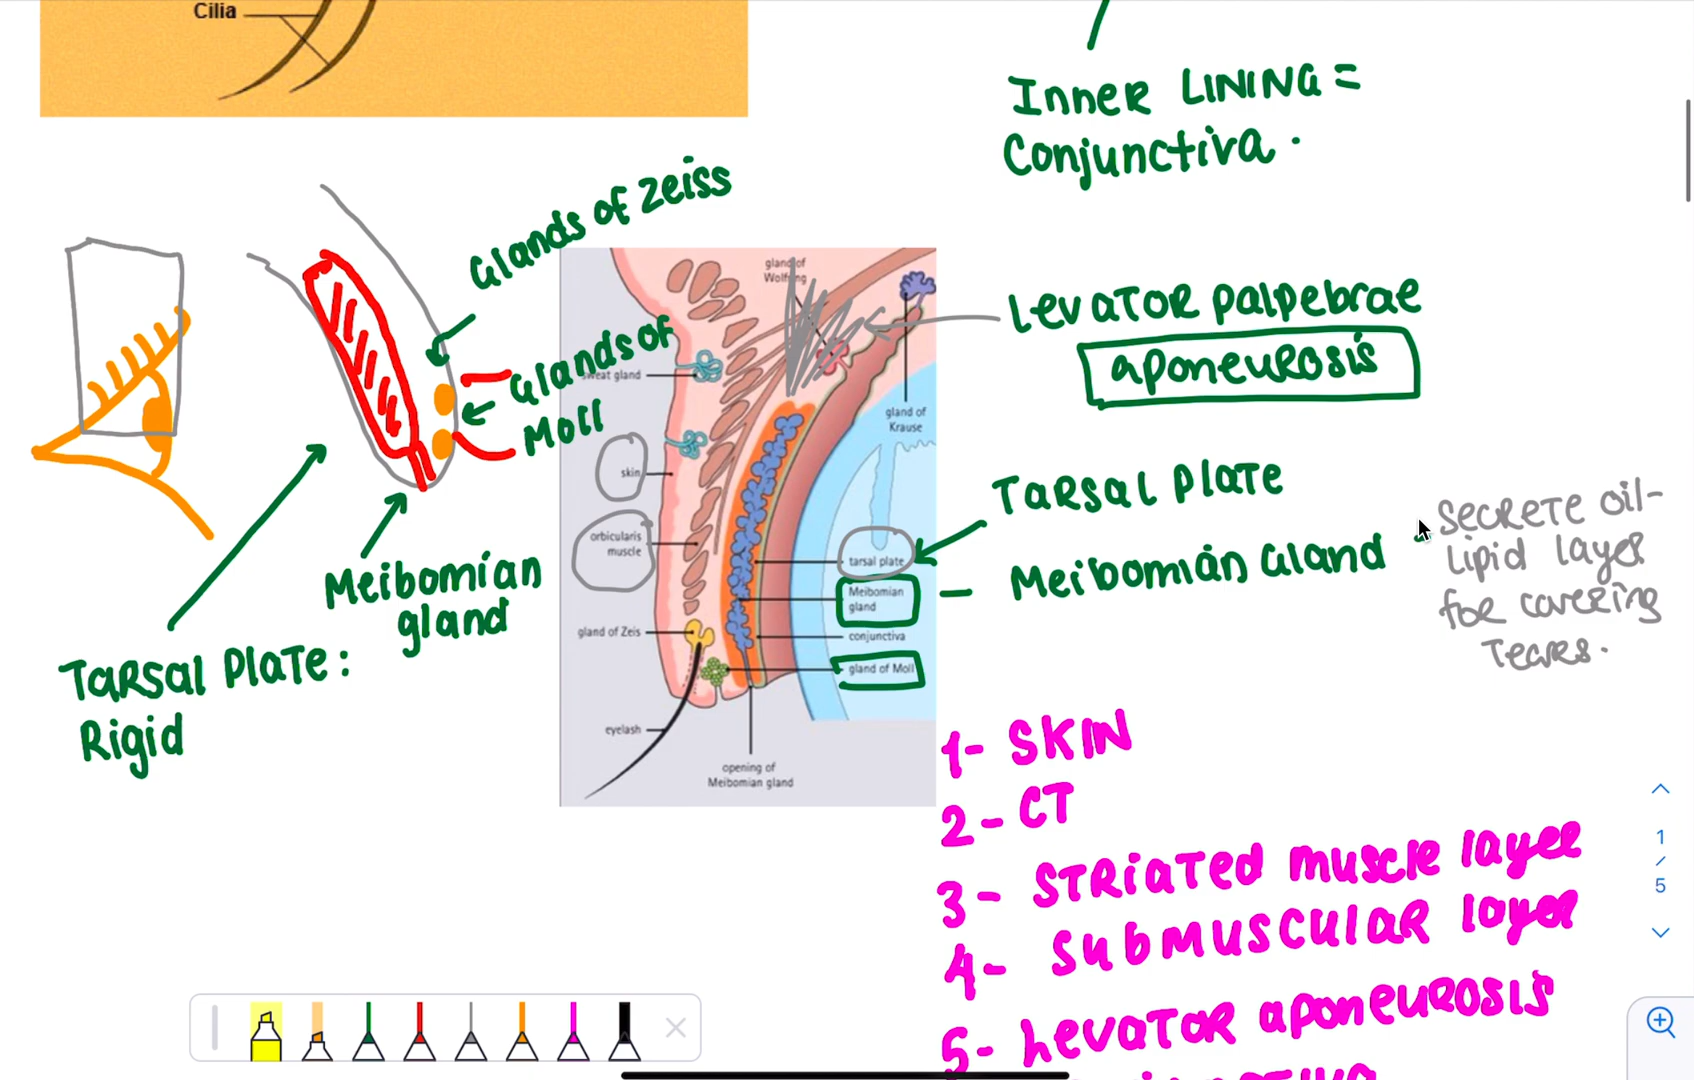 Cilia
Inner LINING =
Conjunctiva.
Glands of Zeiss
Glands of
Moll
Meibomian
gland
Tarsal Plate:
Rigid
gland of
sweat gland
skin
orbicularis
muscle
gland of Zeis
eyelash
opening of
Meibomian gland
gland of
Krause
tarsal plate
Meibomian
gland
conjunctiva
gland of Moll
Levator palpebrae
aponeurosis
Tarsal Plate
- Meibomian Gland
Secrete oil-
lipid layer
for covering
Tears.
1- SKIN
2- CT
3- Striated muscle layer
4- Submuscular layer
5- Levator aponeurosis
1
/
5